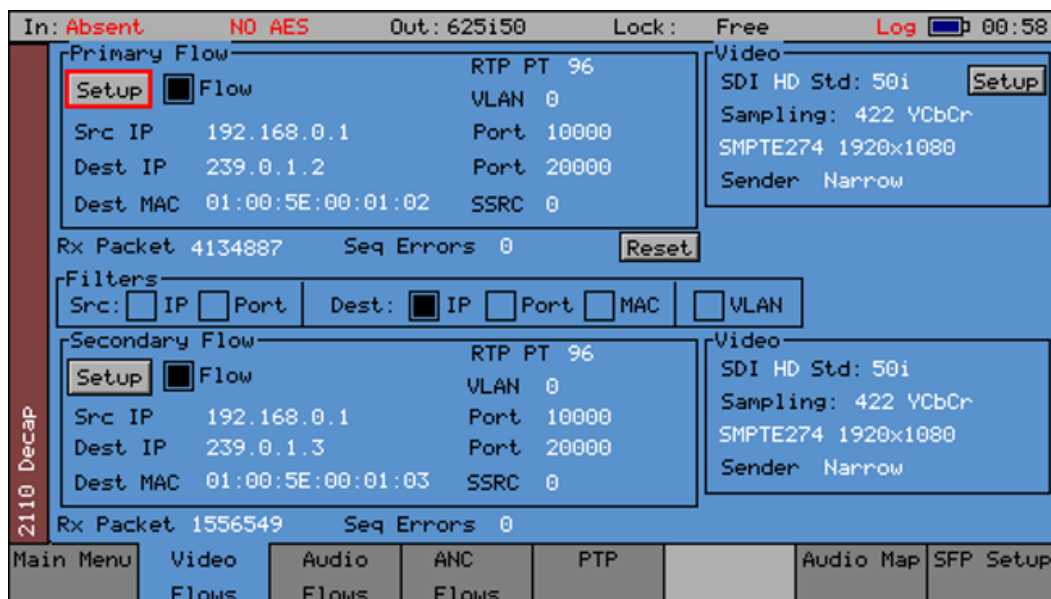 In: Absent NO AES Out: 625i50 Lock: Free Log 00:58
Primary Flow
Setup Flow RTP PT 96
VLAN 0
Src IP 192.168.0.1 Port 10000
Dest IP 239.0.1.2 Port 20000
Dest MAC 01:00:5E:00:01:02 SSRC 0
Video
SDI HD Std: 50i Setup
Sampling: 422 YCbCr
SMPTE274 1920x1080
Sender Narrow
Rx Packet 4134887 Seq Errors 0 Reset
Filters
Src: IP Port Dest: IP Port MAC VLAN
Secondary Flow
Setup Flow RTP PT 96
VLAN 0
Src IP 192.168.0.1 Port 10000
Dest IP 239.0.1.3 Port 20000
Dest MAC 01:00:5E:00:01:03 SSRC 0
Video
SDI HD Std: 50i
Sampling: 422 YCbCr
SMPTE274 1920x1080
Sender Narrow
Rx Packet 1556549 Seq Errors 0
2110 Decap
Main Menu Video Audio ANC PTP Audio Map SFP Setup
Flows Flows Flows